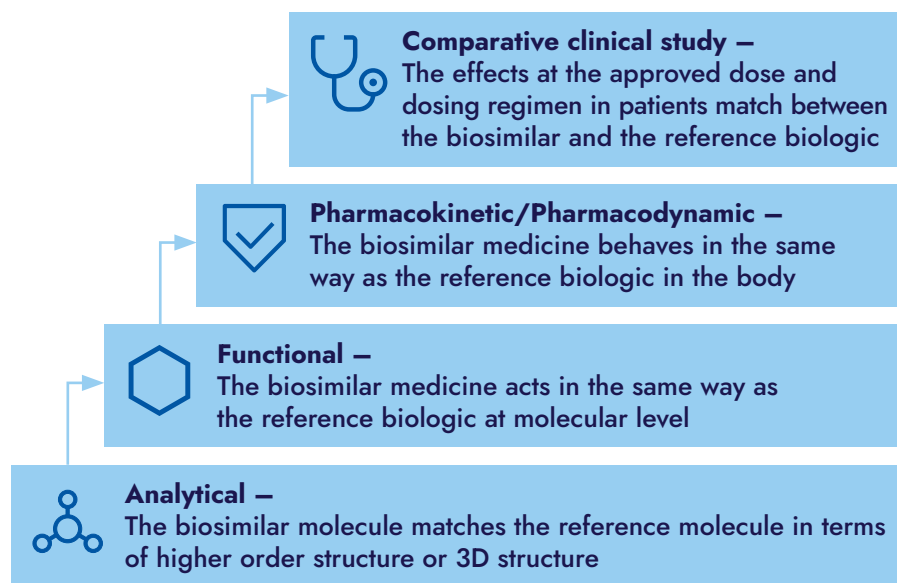 Comparative clinical study –
The effects at the approved dose and
dosing regimen in patients match between
the biosimilar and the reference biologic
Pharmacokinetic/Pharmacodynamic –
The biosimilar medicine behaves in the same
way as the reference biologic in the body
Functional –
The biosimilar medicine acts in the same way as
the reference biologic at molecular level
Analytical –
The biosimilar molecule matches the reference molecule in terms
of higher order structure or 3D structure